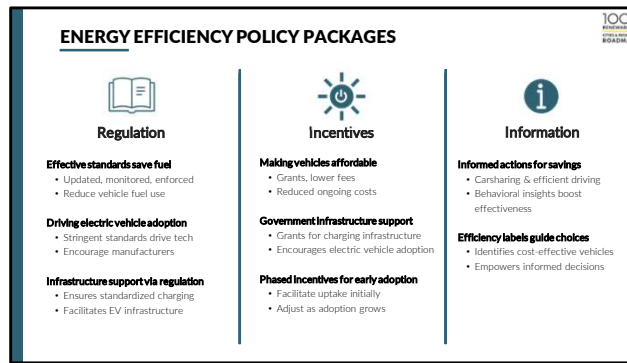 ENERGY EFFICIENCY POLICY PACKAGES
100
Regulation
Effective standards save fuel
• Updated, monitored, enforced
• Reduce vehicle fuel use
Driving electric vehicle adoption
• Stringent standards drive tech
• Encourage manufacturers
Infrastructure support via regulation
• Ensures standardized charging
• Facilitates EV infrastructure
Incentives
Making vehicles affordable
• Grants, lower fees
• Reduced ongoing costs
Government infrastructure support
• Grants for charging infrastructure
• Encourages electric vehicle adoption
Phased incentives for early adoption
• Facilitate uptake initially
• Adjust as adoption grows
Information
Informed actions for savings
• Carsharing & efficient driving
• Behavioral insights boost
effectiveness
Efficiency labels guide choices
• Identifies cost-effective vehicles
• Empowers informed decisions